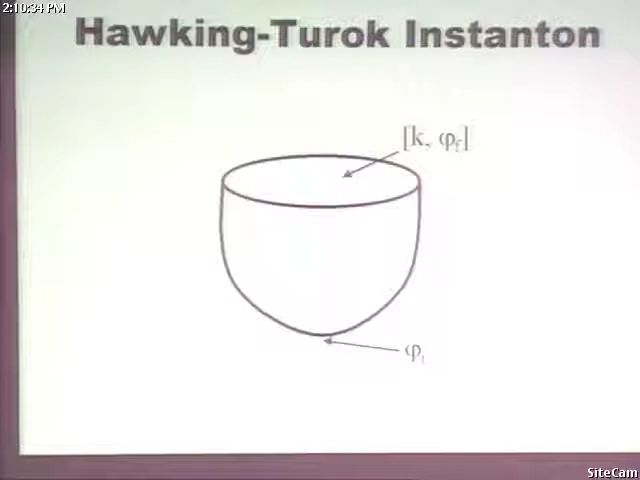 2:10:34 PM
Hawking-Turok Instanton
[k, φf]
φi
SiteCam